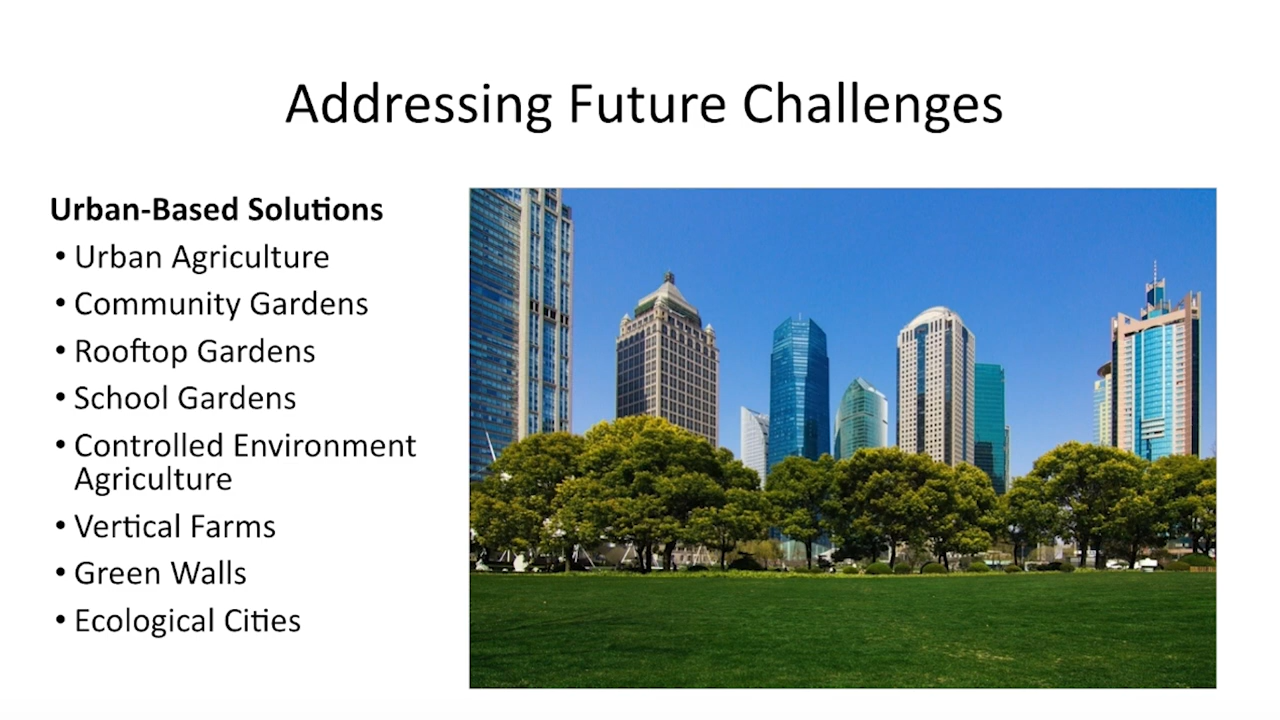 Addressing Future Challenges
Urban-Based Solutions
• Urban Agriculture
• Community Gardens
• Rooftop Gardens
• School Gardens
• Controlled Environment
Agriculture
• Vertical Farms
• Green Walls
• Ecological Cities